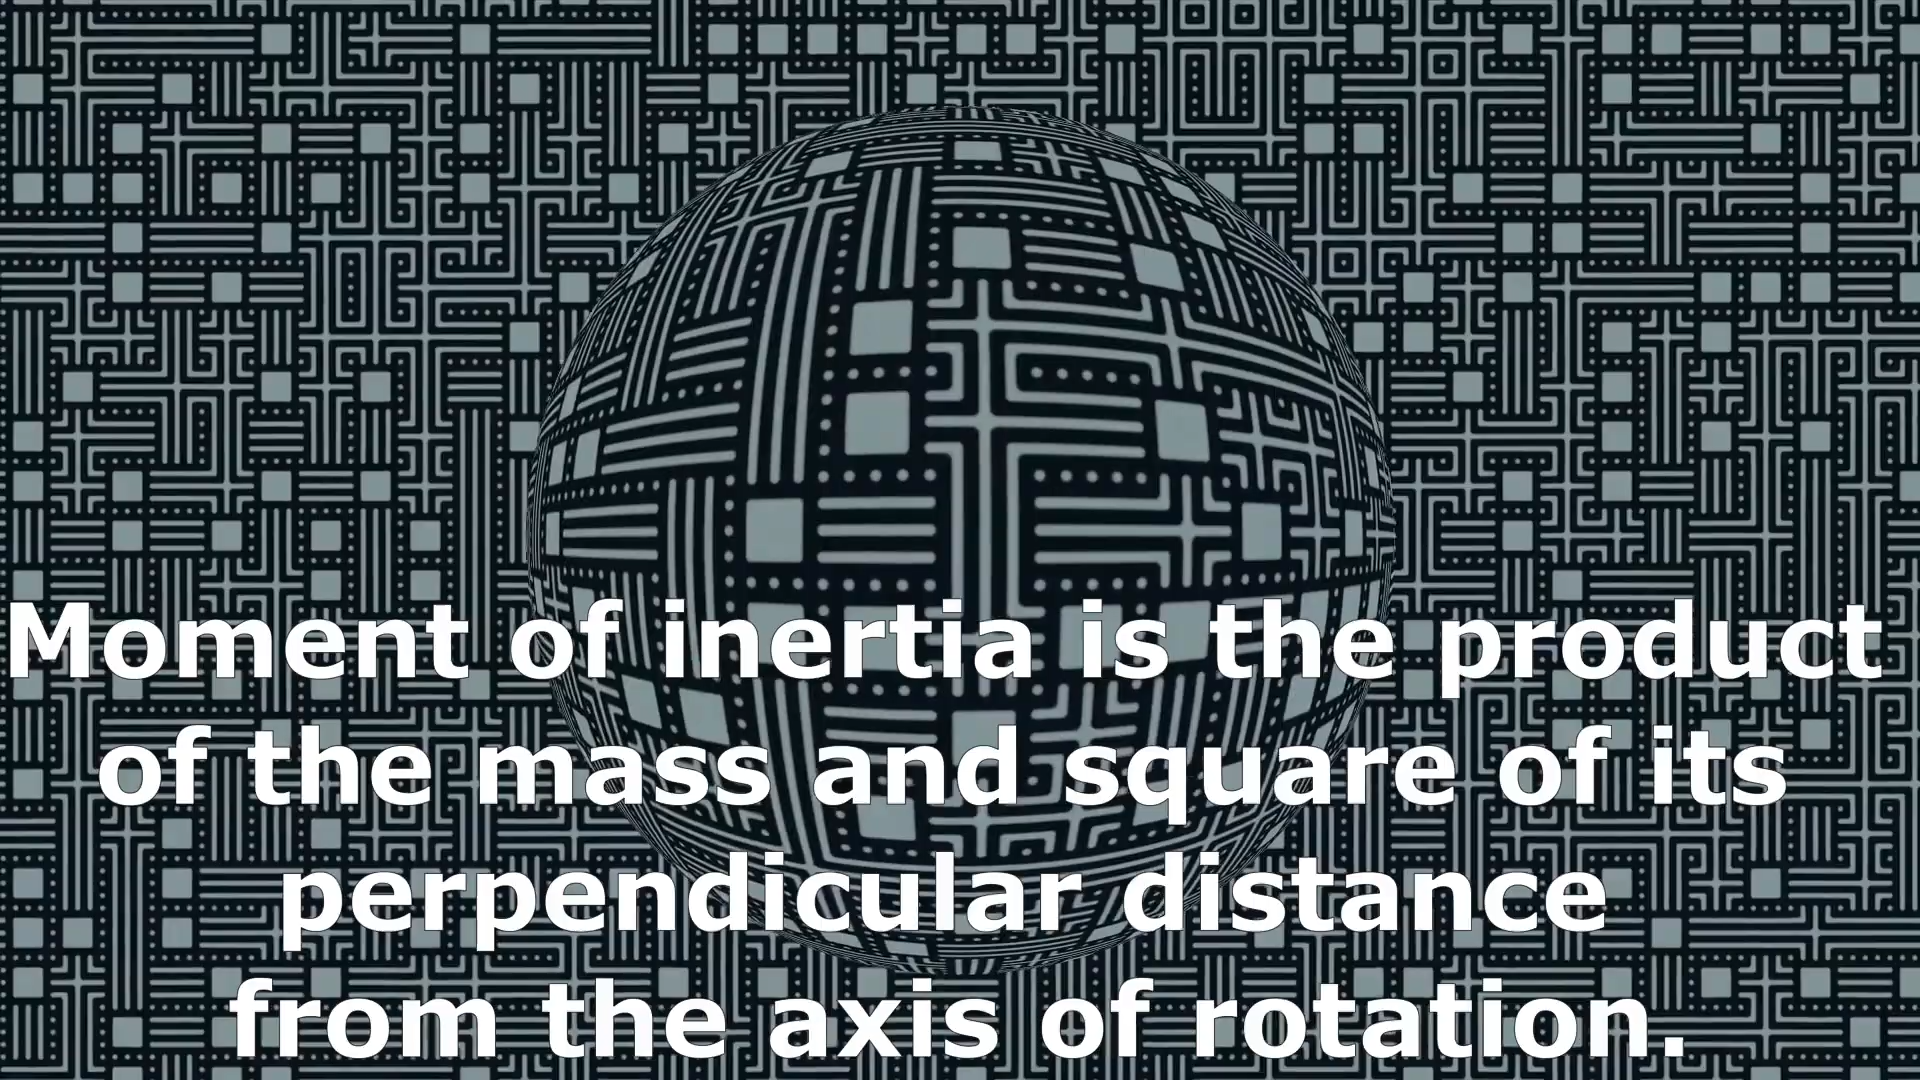 Moment of inertia is the product
of the mass and square of its
perpendicular distance
from the axis of rotation.